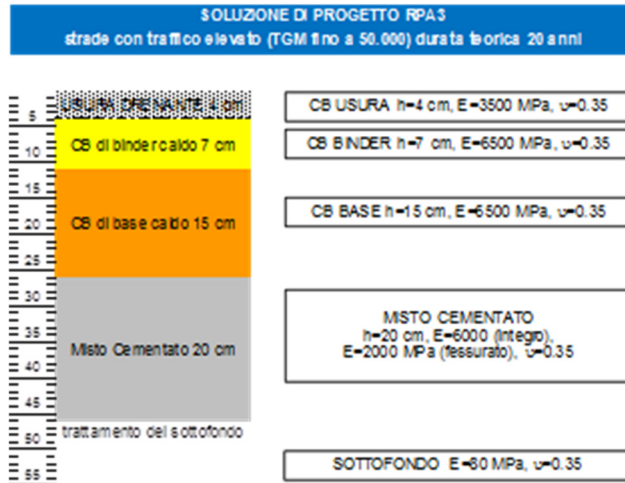 SOLUZIONE DI PROGETTO RPA3
strade con traffico elevato (TGM fino a 50.000) durata teorica 20 anni
USURA DRENANTE 4 cm
CB USURA h=4 cm, E=3500 MPa, υ=0.35
5
CB di binder caldo 7 cm
CB BINDER h=7 cm, E=6500 MPa, υ=0.35
10
15
CB di base caldo 15 cm
CB BASE h=15 cm, E=6500 MPa, υ=0.35
20
25
30
MISTO CEMENTATO
h=20 cm, E=6000 (Integro),
E=2000 MPa (fessurato), υ=0.35
35
Misto Cementato 20 cm
40
45
trattamento del sottofondo
50
SOTTOFONDO E=80 MPa, υ=0.35
55